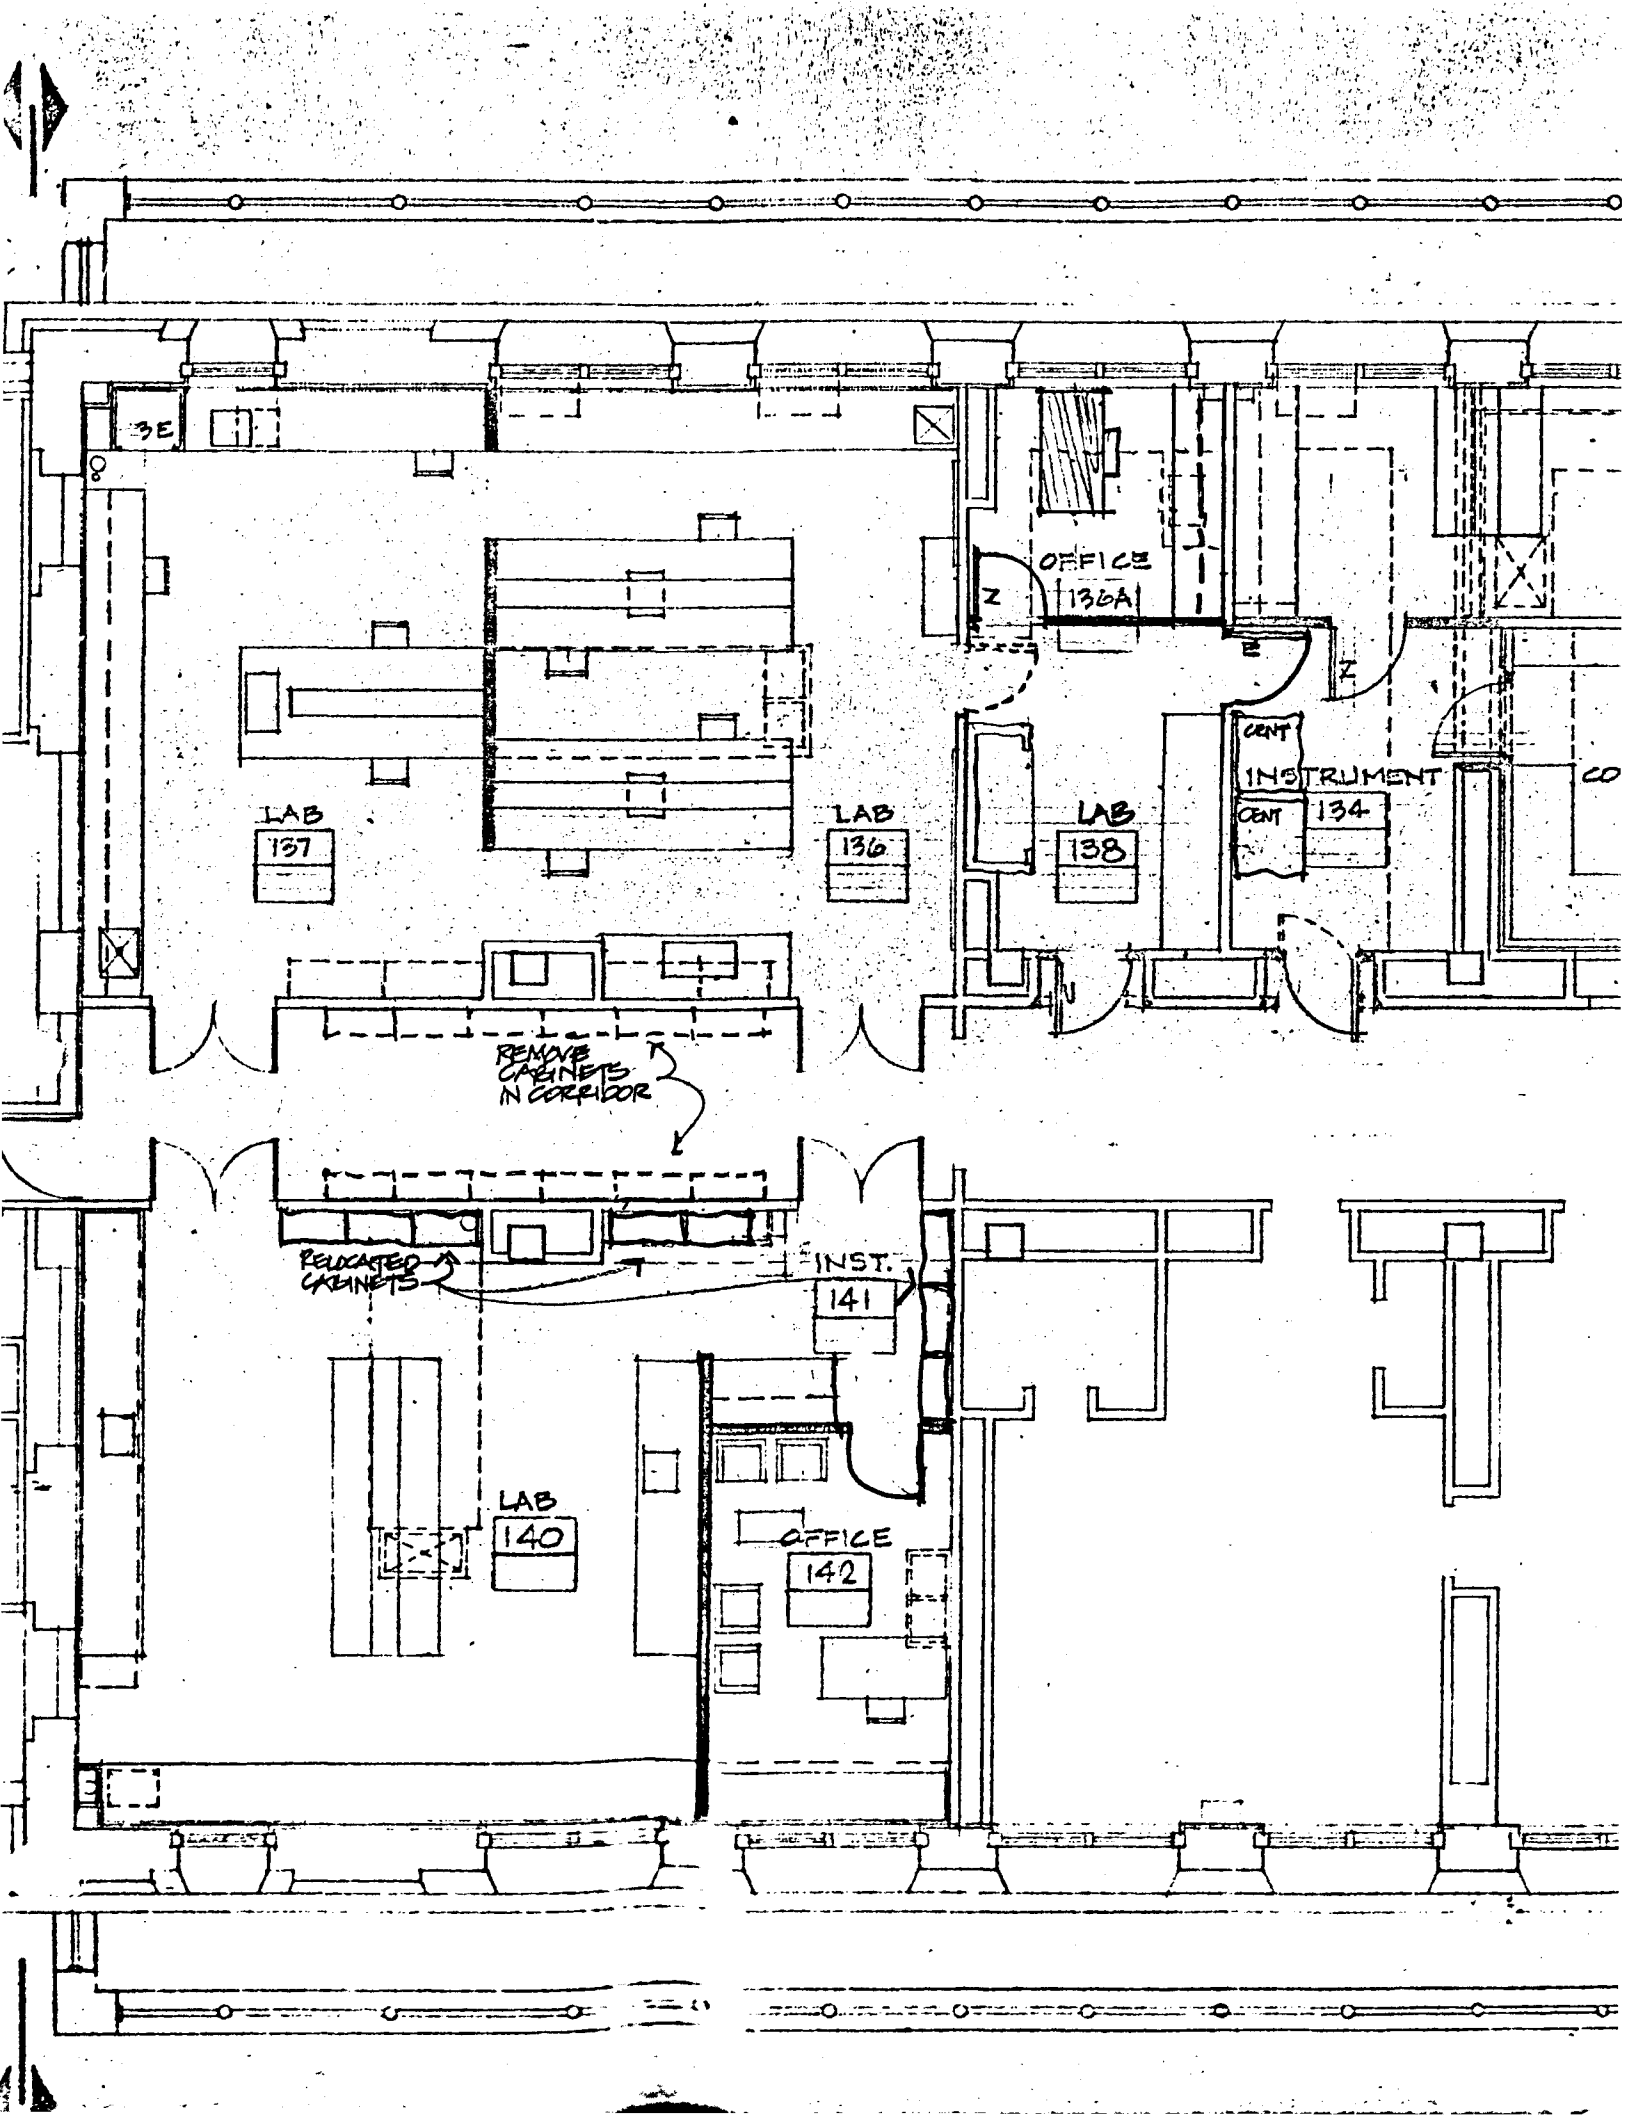 3E
OFFICE
136A
N
E
N
CENT
INSTRUMENT
CENT
134
CO
LAB
137
LAB
136
LAB
138
N
REMOVE
CABINETS
IN CORRIDOR
RELOCATED
CABINETS
INST.
141
LAB
140
OFFICE
142